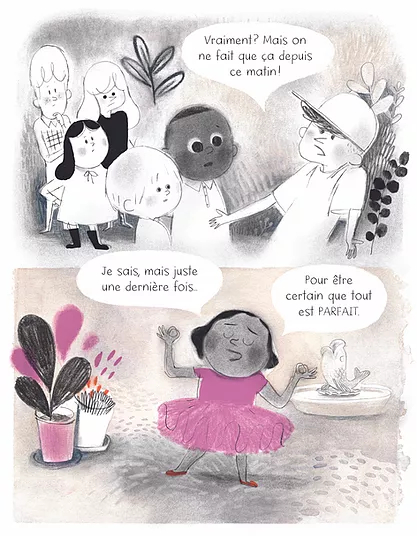 Vraiment? Mais on
ne fait que ça depuis
ce matin!
Je sais, mais juste
une dernière fois..
Pour être
certain que tout
est PARFAIT.